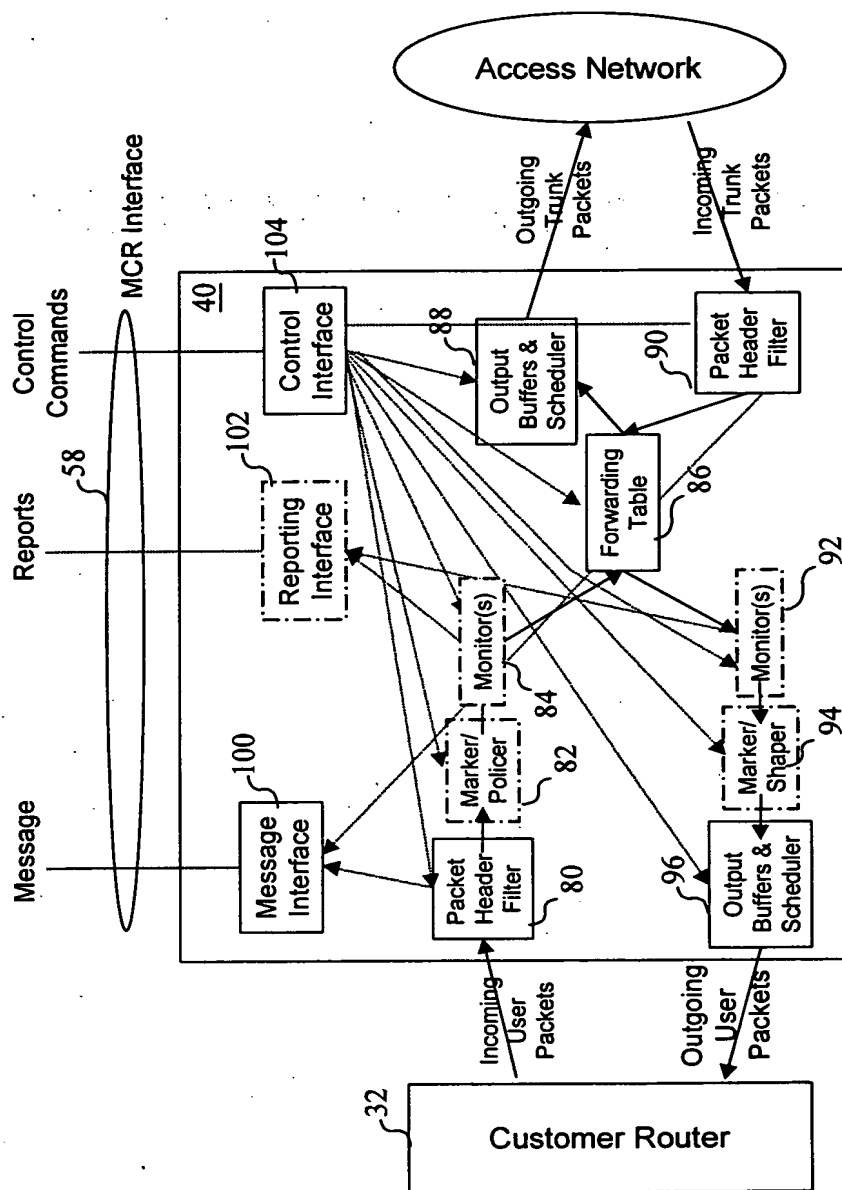 Message
Reports
Control
Commands
58
MCR Interface
100
Message
Interface
102
Reporting
Interface
104
Control
Interface
40
32
Customer Router
Incoming
User
Packets
Outgoing
User
Packets
Packet
Header
Filter
80
Marker/
Policer
82
Monitor(s)
84
Forwarding
Table
86
88
Output
Buffers &
Scheduler
90
Packet
Header
Filter
Monitor(s)
92
Marker/
Shaper
94
96
Output
Buffers &
Scheduler
Outgoing
Trunk
Packets
Incoming
Trunk
Packets
Access Network